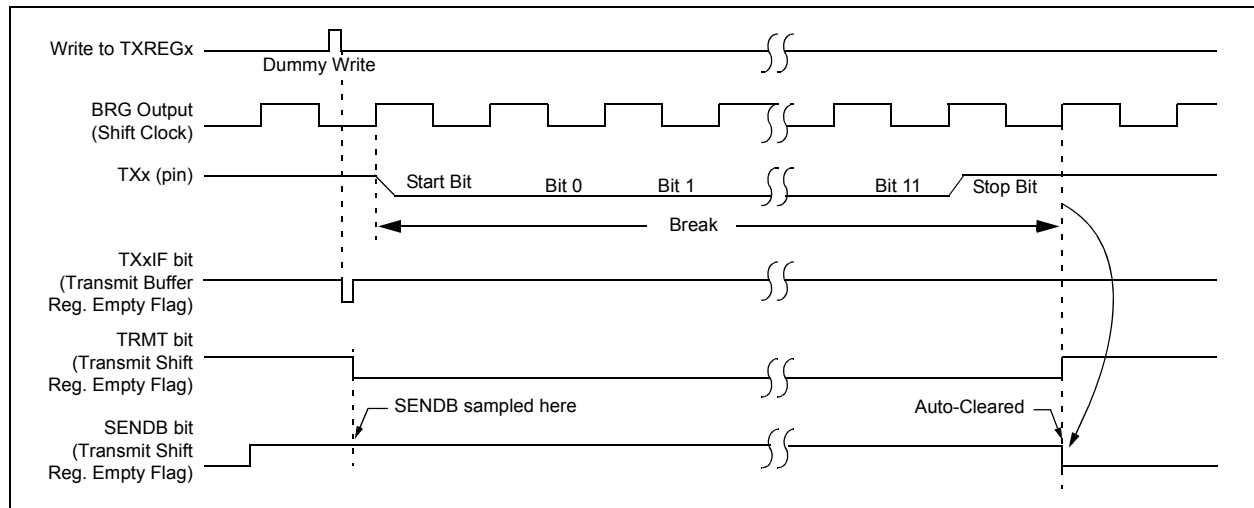 Write to TXREGx
Dummy Write
BRG Output
(Shift Clock)
TXx (pin)
Start Bit
Bit 0
Bit 1
Bit 11
Stop Bit
Break
TXxIF bit
(Transmit Buffer
Reg. Empty Flag)
TRMT bit
(Transmit Shift
Reg. Empty Flag)
SENDB sampled here
Auto-Cleared
SENDB bit
(Transmit Shift
Reg. Empty Flag)